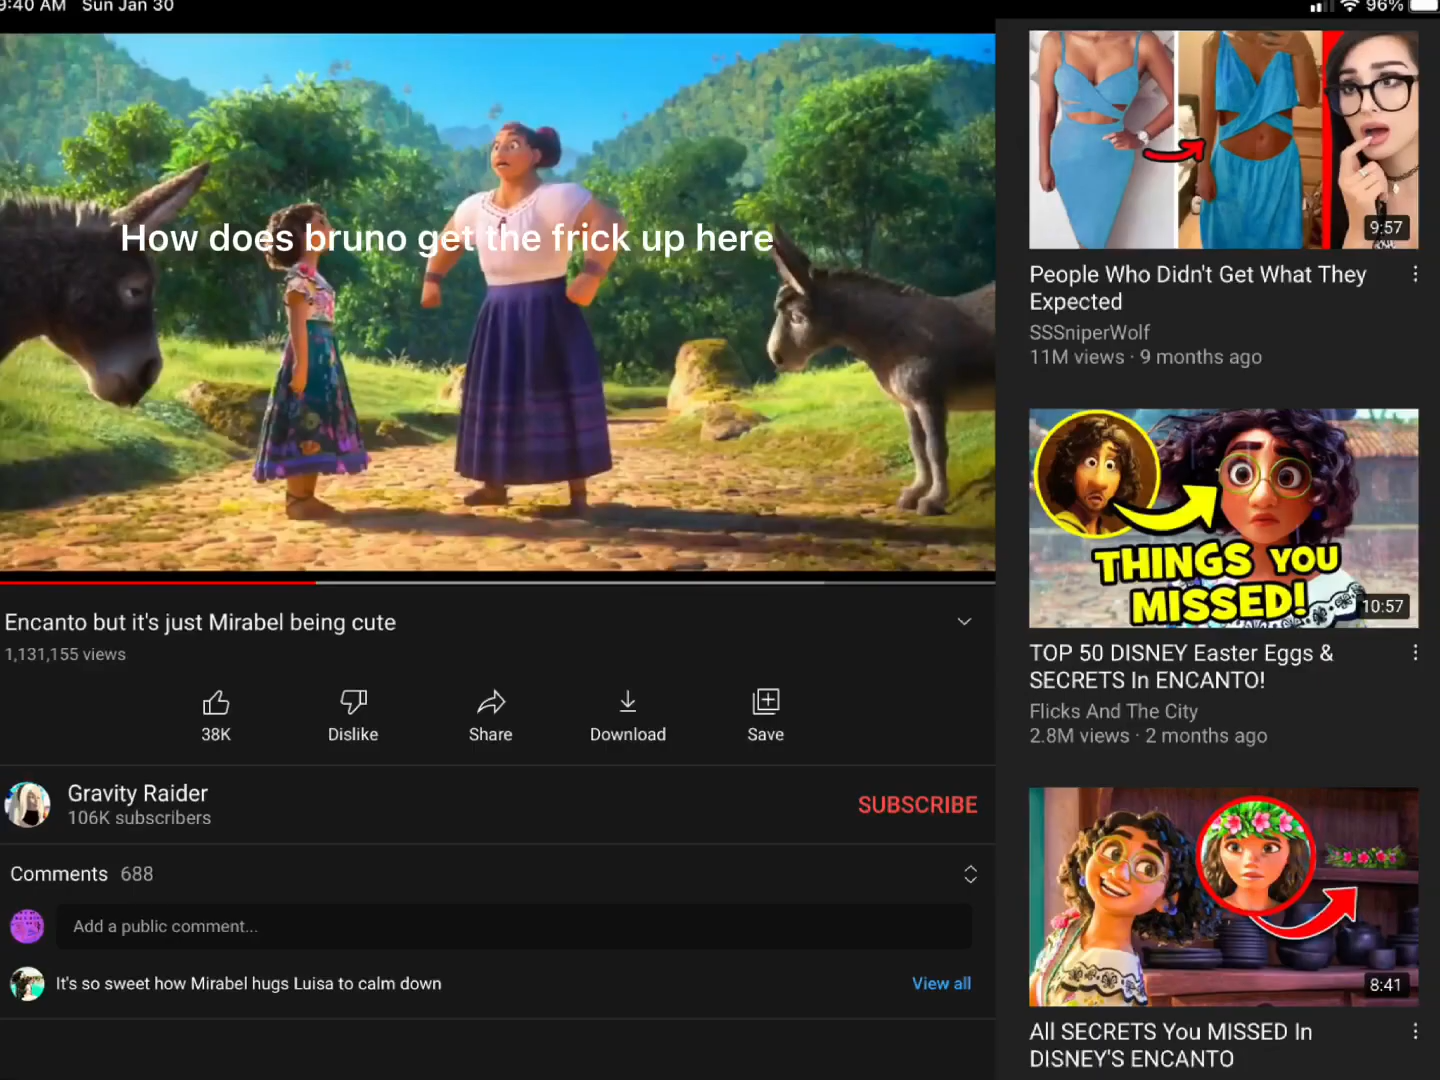 9:40 AM Sun Jan 30
96%
How does bruno get the frick up here
Encanto but it's just Mirabel being cute
1,131,155 views
38K
Dislike
Share
Download
Save
Gravity Raider
106K subscribers
SUBSCRIBE
Comments 688
Add a public comment...
It's so sweet how Mirabel hugs Luisa to calm down
View all
9:57
People Who Didn't Get What They
Expected
SSSniperWolf
11M views · 9 months ago
THINGS YOU
MISSED!
10:57
TOP 50 DISNEY Easter Eggs &
SECRETS In ENCANTO!
Flicks And The City
2.8M views · 2 months ago
8:41
All SECRETS You MISSED In
DISNEY'S ENCANTO